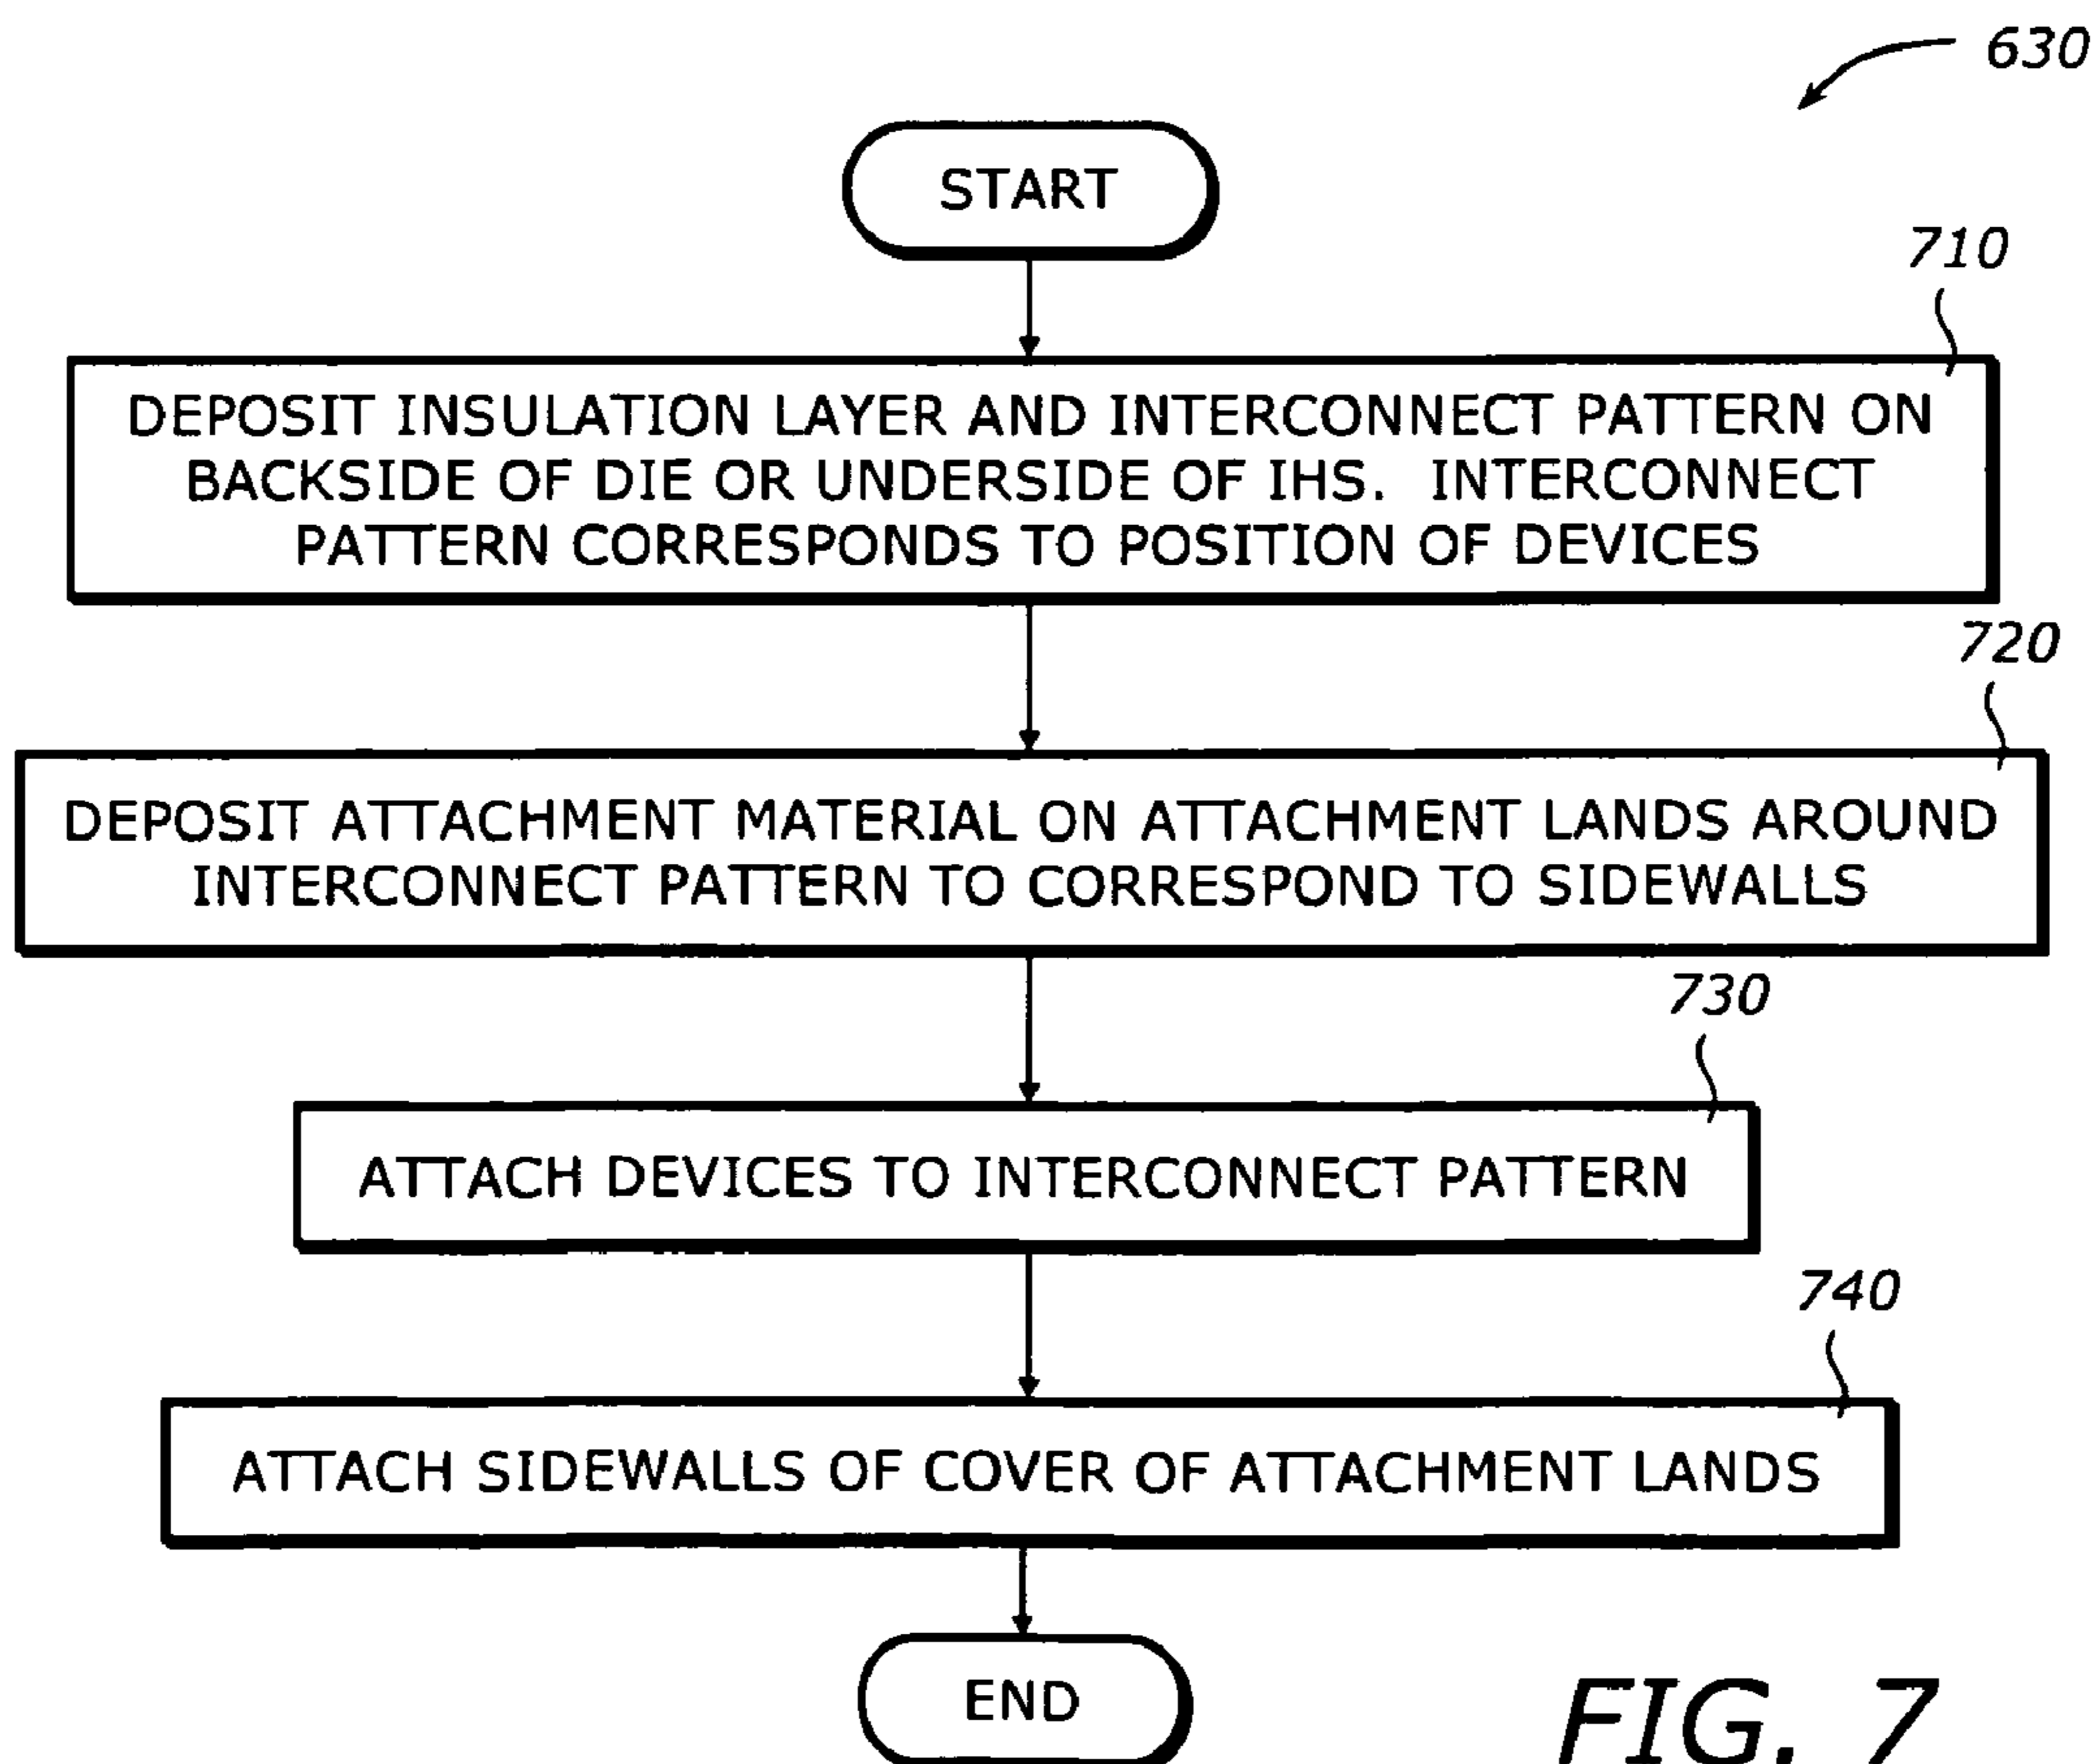 630
START
710
DEPOSIT INSULATION LAYER AND INTERCONNECT PATTERN ON
BACKSIDE OF DIE OR UNDERSIDE OF IHS. INTERCONNECT
PATTERN CORRESPONDS TO POSITION OF DEVICES
720
DEPOSIT ATTACHMENT MATERIAL ON ATTACHMENT LANDS AROUND
INTERCONNECT PATTERN TO CORRESPOND TO SIDEWALLS
730
ATTACH DEVICES TO INTERCONNECT PATTERN
740
ATTACH SIDEWALLS OF COVER OF ATTACHMENT LANDS
END
FIG. 7